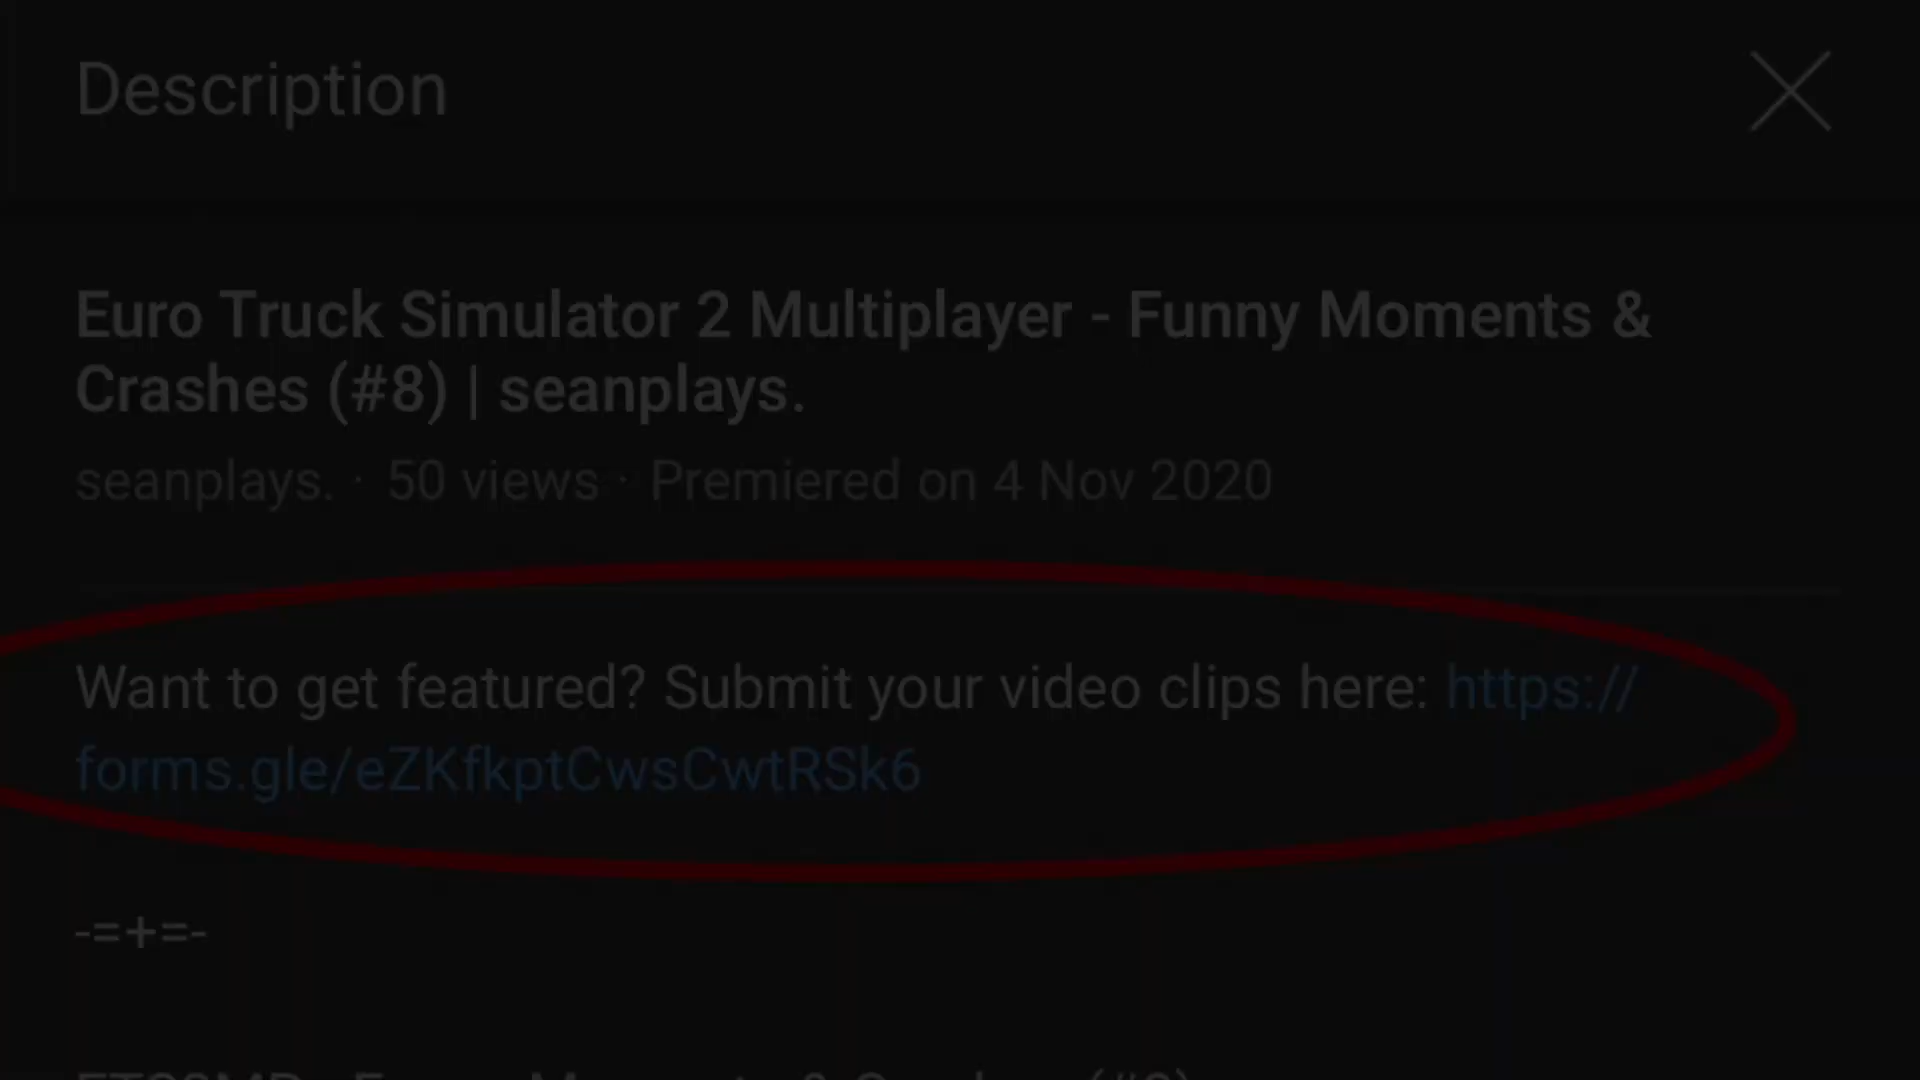 Description
Euro Truck Simulator 2 Multiplayer - Funny Moments &
Crashes (#8) | seanplays.
seanplays. · 50 views · Premiered on 4 Nov 2020
Want to get featured? Submit your video clips here: https://
forms.gle/eZKfkptCwsCwtRSk6
-=+=-